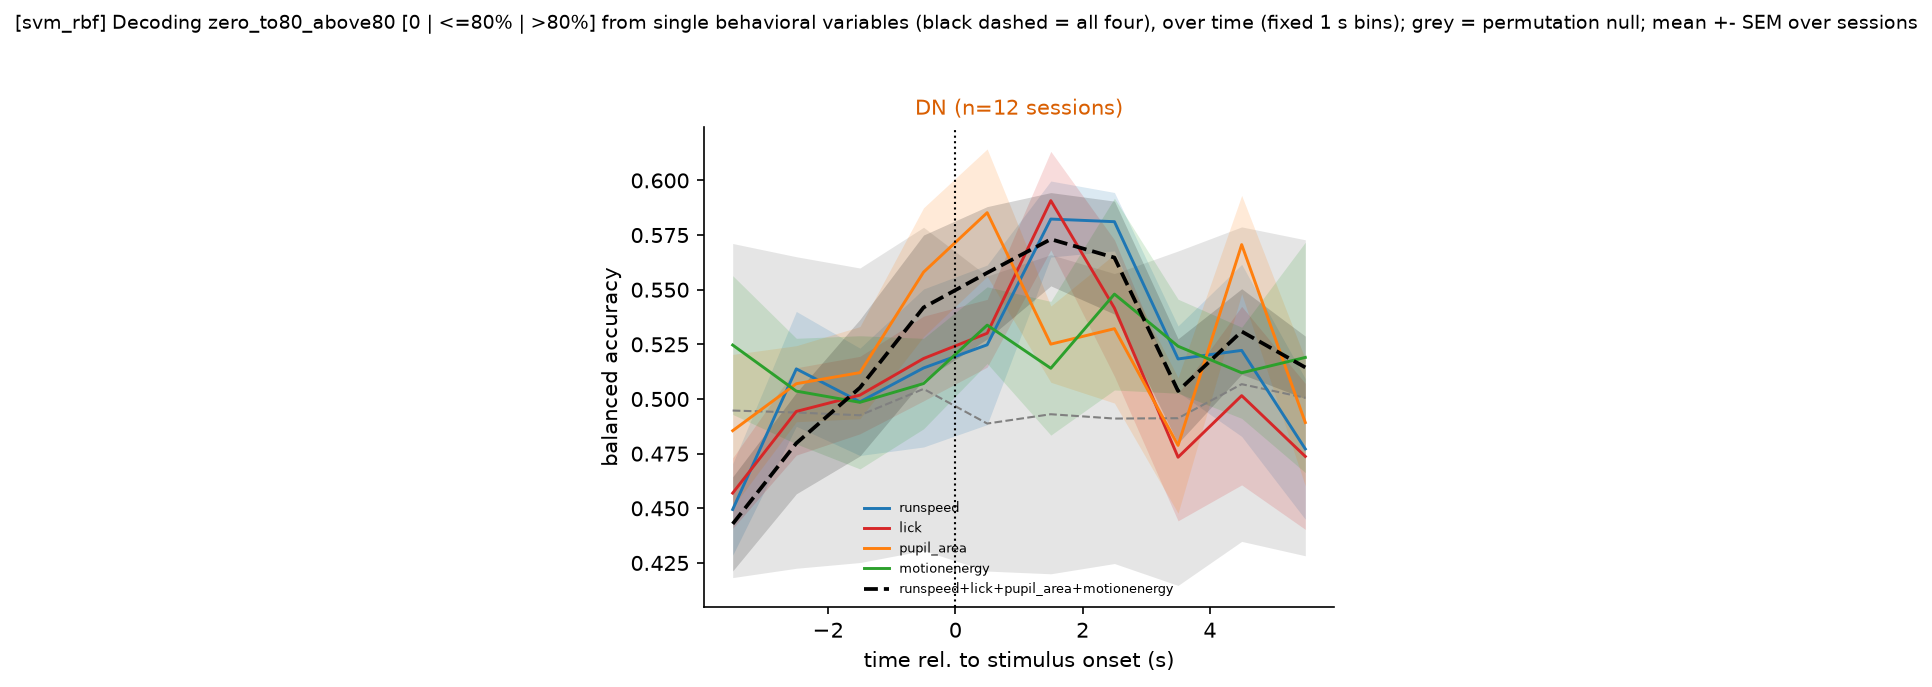 [svm_rbf] Decoding zero_to80_above80 [0 | <=80% | >80%] from single behavioral variables (black dashed = all four), over time (fixed 1 s bins); grey = permutation null; mean +- SEM over sessions
DN (n=12 sessions)
balanced accuracy
0.600
0.575
0.550
0.525
0.500
0.475
0.450
0.425
runspeed
lick
pupil_area
motionenergy
runspeed+lick+pupil_area+motionenergy
−2 0 2 4
time rel. to stimulus onset (s)